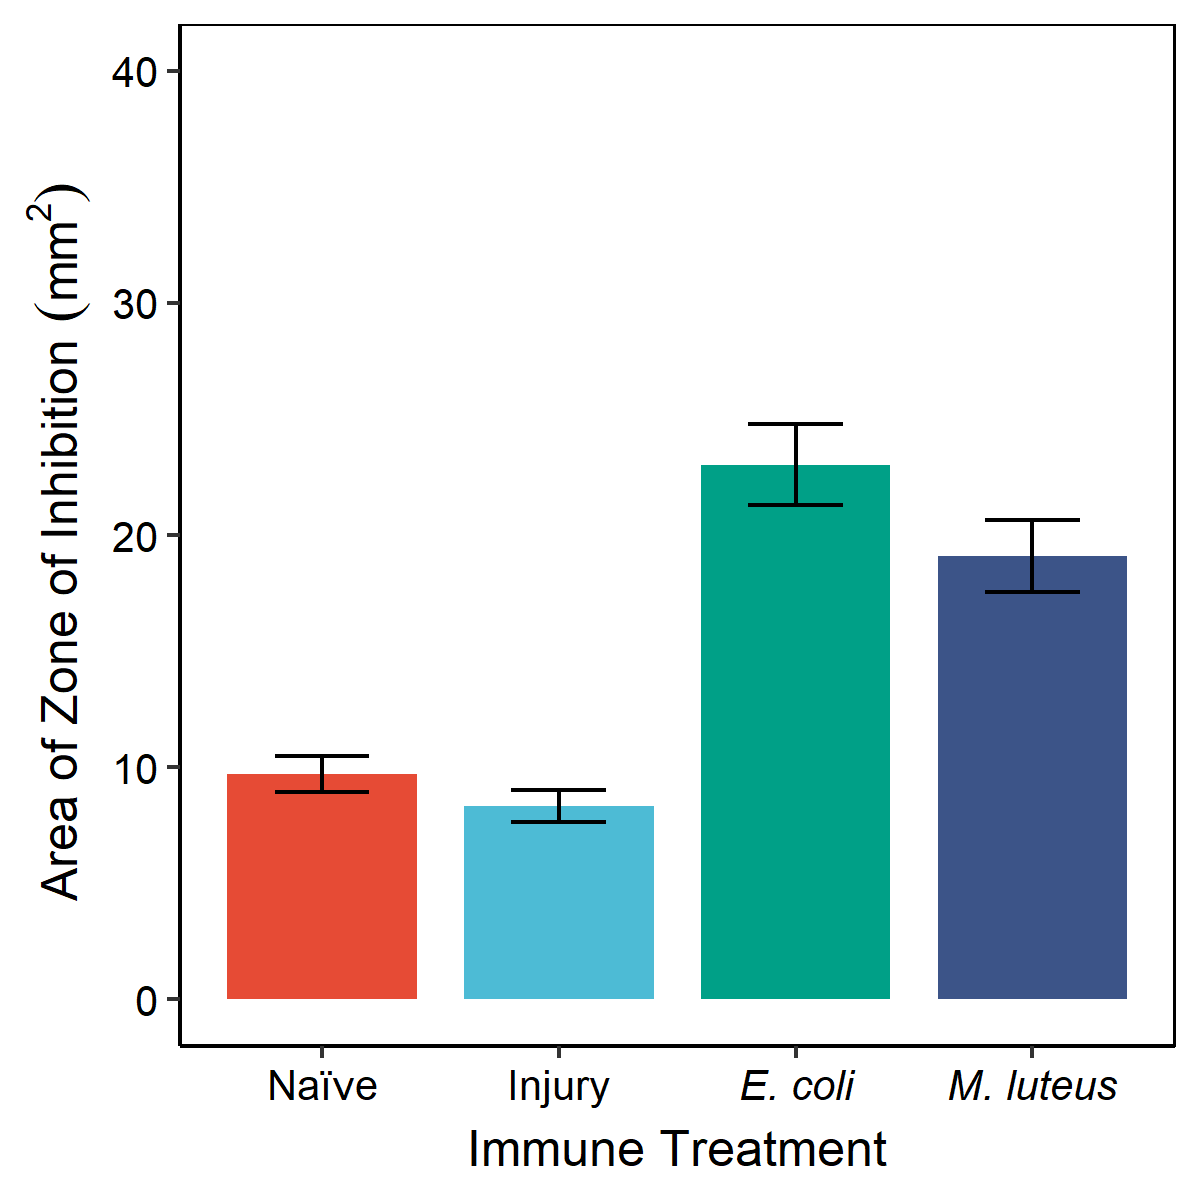 Area of Zone of Inhibition (mm²)
40
30
20
10
0
Naïve
Injury
E. coli
M. luteus
Immune Treatment